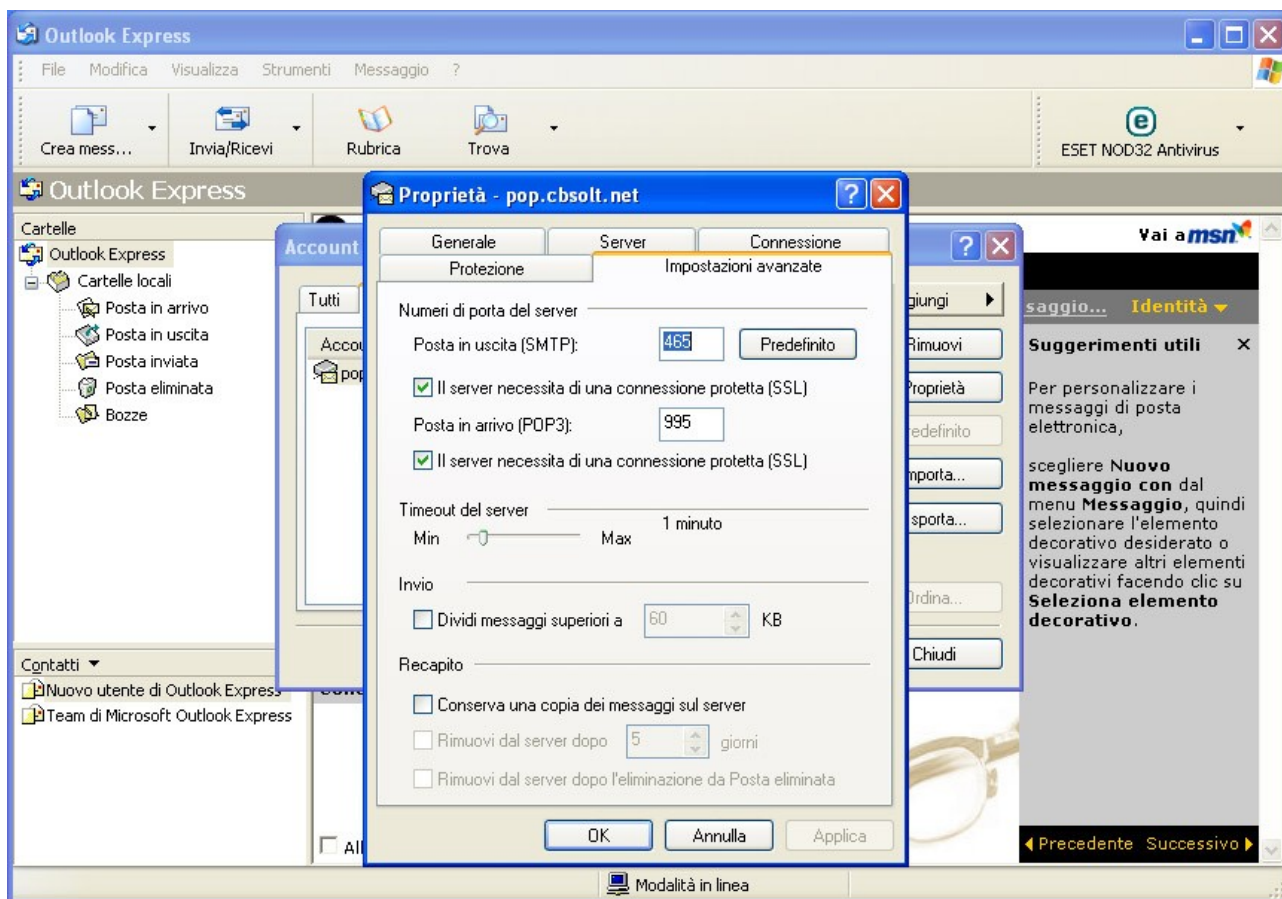 Outlook Express
File Modifica Visualizza Strumenti Messaggio ?
Crea mess... Invia/Ricevi Rubrica Trova
e
ESET NOD32 Antivirus
Outlook Express
Cartelle
Outlook Express
Cartelle locali
Posta in arrivo
Posta in uscita
Posta inviata
Posta eliminata
Bozze
Contatti
Nuovo utente di Outlook Express
Team di Microsoft Outlook Express
Account
Tutti
Rimuovi
Chiudi
Proprietà - pop.cbsolt.net
Generale Server Connessione
Protezione Impostazioni avanzate
Numeri di porta del server
Posta in uscita (SMTP): 465 Predefinito
Il server necessita di una connessione protetta (SSL)
Posta in arrivo (POP3): 995
Il server necessita di una connessione protetta (SSL)
Timeout del server
Min Max 1 minuto
Invio
Dividi messaggi superiori a 60 KB
Recapito
Conserva una copia dei messaggi sul server
Rimuovi dal server dopo 5 giorni
Rimuovi dal server dopo l'eliminazione da Posta eliminata
OK Annulla Applica
Vai a msn
saggio... Identità
Suggerimenti utili X
Per personalizzare i
messaggi di posta
elettronica,
scegliere Nuovo
messaggio con dal
menu Messaggio, quindi
selezionare l'elemento
decorativo desiderato o
visualizzare altri elementi
decorativi facendo clic su
Seleziona elemento
decorativo.
Precedente Successivo
Modalità in linea